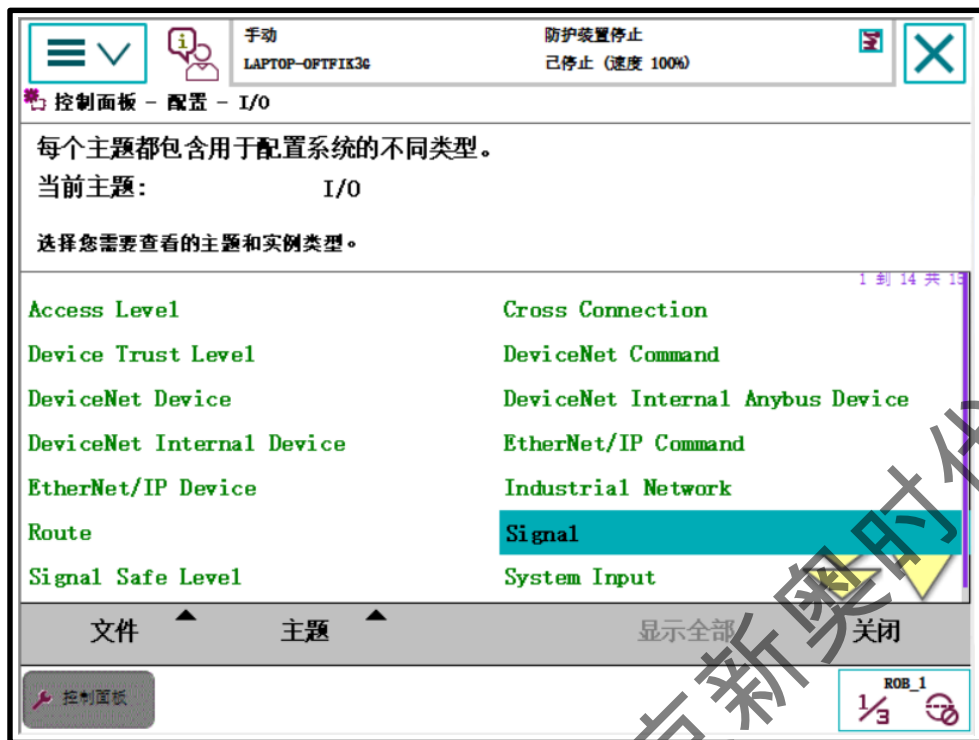 手动
防护装置停止
LAPTOP-OFTFIK3G
已停止 (速度 100%)
控制面板 - 配置 - I/O
每个主题都包含用于配置系统的不同类型。
当前主题: I/O
选择您需要查看的主题和实例类型。
1 到 14 共 15
Access Level
Cross Connection
Device Trust Level
DeviceNet Command
DeviceNet Device
DeviceNet Internal Anybus Device
DeviceNet Internal Device
EtherNet/IP Command
EtherNet/IP Device
Industrial Network
Route
Signal
Signal Safe Level
System Input
文件
主题
显示全部
关闭
控制面板
ROB_1
1/3
京新奥时代